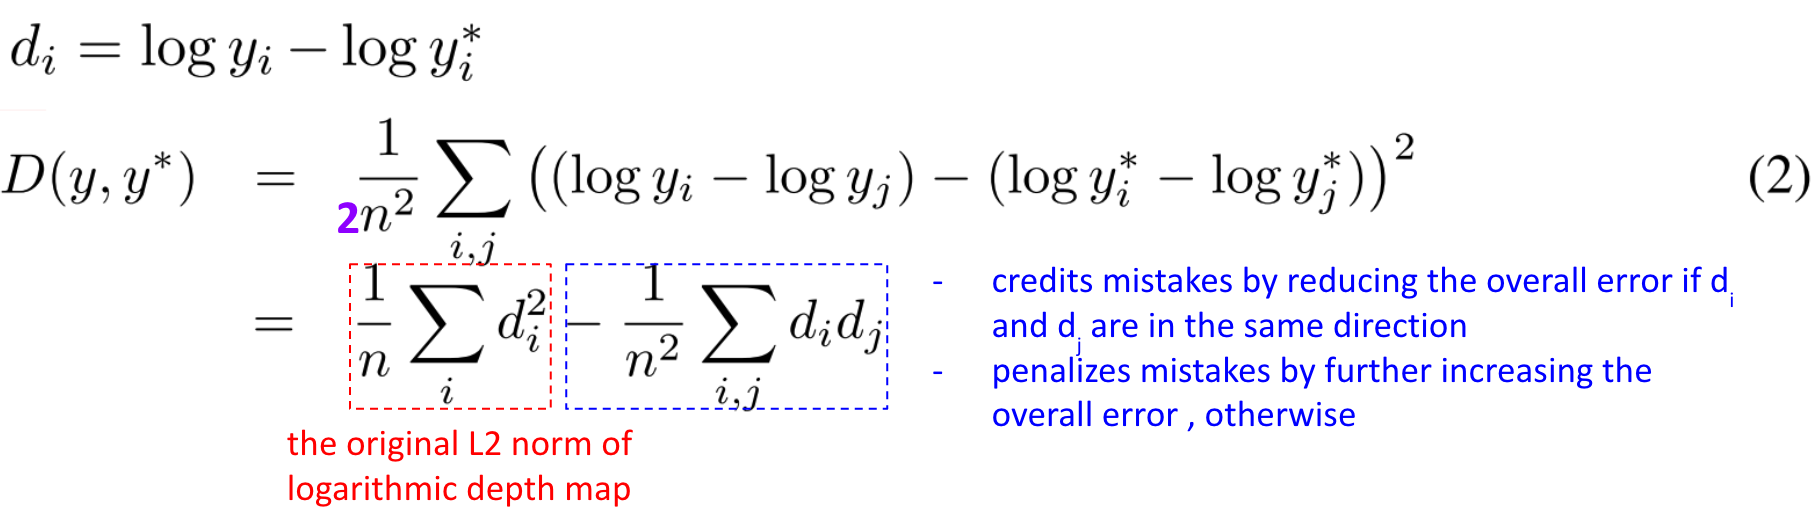 d_i = log y_i − log y_i^*
D(y, y^*) = \frac{1}{2n^2} \sum_{i,j} ((log y_i − log y_j) − (log y_i^* − log y_j^*))^2 (2)
= \frac{1}{n} \sum_i d_i^2 − \frac{1}{n^2} \sum_{i,j} d_i d_j
- credits mistakes by reducing the overall error if d_i
and d_j are in the same direction
- penalizes mistakes by further increasing the
overall error , otherwise
the original L2 norm of
logarithmic depth map